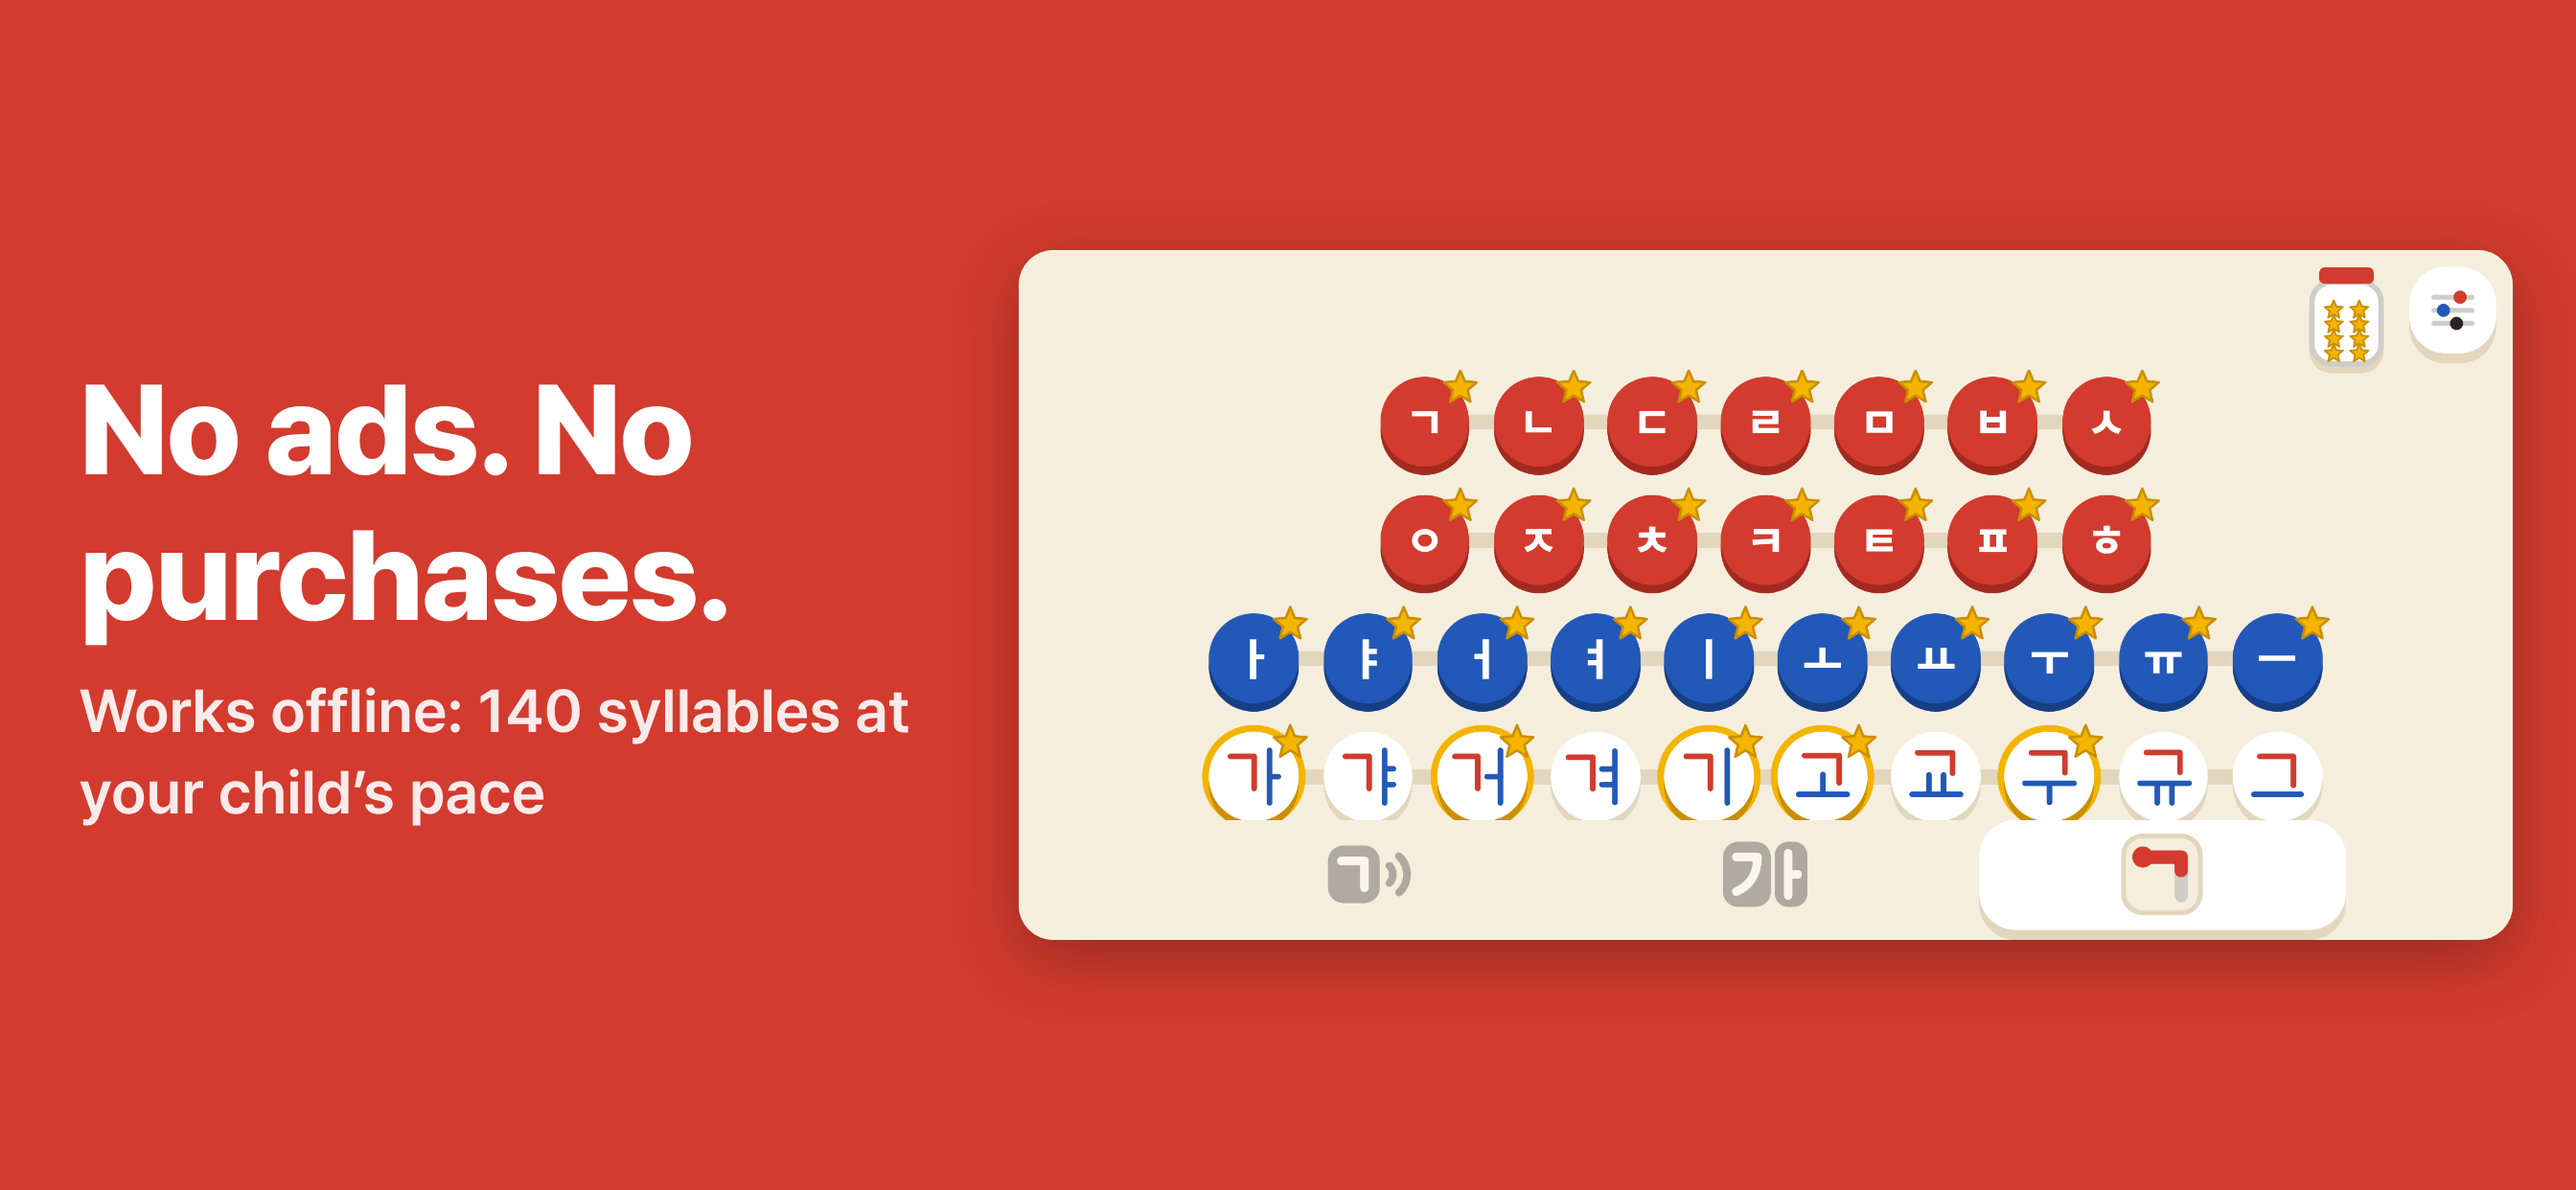 No ads. No
purchases.
Works offline: 140 syllables at
your child’s pace
ㄱ ㄴ ㄷ ㄹ ㅁ ㅂ ㅅ
ㅇ ㅈ ㅊ ㅋ ㅌ ㅍ ㅎ
ㅏ ㅑ ㅓ ㅕ ㅣ ㅗ ㅛ ㅜ ㅠ ㅡ
가 갸 거 겨 기 고 교 구 규 그
ㄱ 가 ㄱ